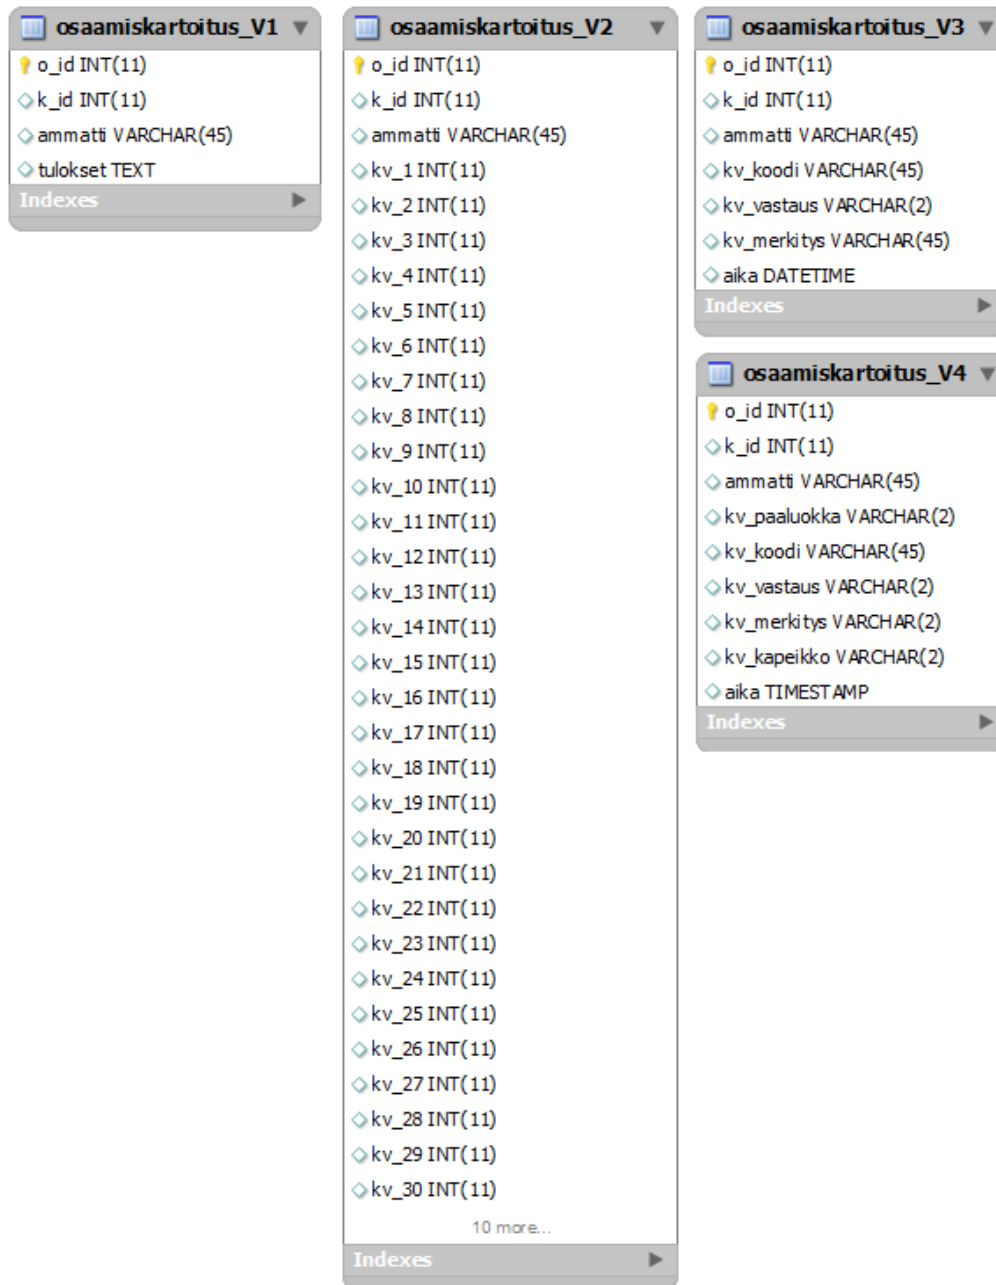 osaamiskartoitus_V1
o_id INT(11)
k_id INT(11)
ammatti VARCHAR(45)
tulokset TEXT
Indexes
osaamiskartoitus_V2
o_id INT(11)
k_id INT(11)
ammatti VARCHAR(45)
kv_1 INT(11)
kv_2 INT(11)
kv_3 INT(11)
kv_4 INT(11)
kv_5 INT(11)
kv_6 INT(11)
kv_7 INT(11)
kv_8 INT(11)
kv_9 INT(11)
kv_10 INT(11)
kv_11 INT(11)
kv_12 INT(11)
kv_13 INT(11)
kv_14 INT(11)
kv_15 INT(11)
kv_16 INT(11)
kv_17 INT(11)
kv_18 INT(11)
kv_19 INT(11)
kv_20 INT(11)
kv_21 INT(11)
kv_22 INT(11)
kv_23 INT(11)
kv_24 INT(11)
kv_25 INT(11)
kv_26 INT(11)
kv_27 INT(11)
kv_28 INT(11)
kv_29 INT(11)
kv_30 INT(11)
10 more...
Indexes
osaamiskartoitus_V3
o_id INT(11)
k_id INT(11)
ammatti VARCHAR(45)
kv_koodi VARCHAR(45)
kv_vastaus VARCHAR(2)
kv_merkitys VARCHAR(45)
aika DATETIME
Indexes
osaamiskartoitus_V4
o_id INT(11)
k_id INT(11)
ammatti VARCHAR(45)
kv_paaluokka VARCHAR(2)
kv_koodi VARCHAR(45)
kv_vastaus VARCHAR(2)
kv_merkitys VARCHAR(2)
kv_kapeikko VARCHAR(2)
aika TIMESTAMP
Indexes